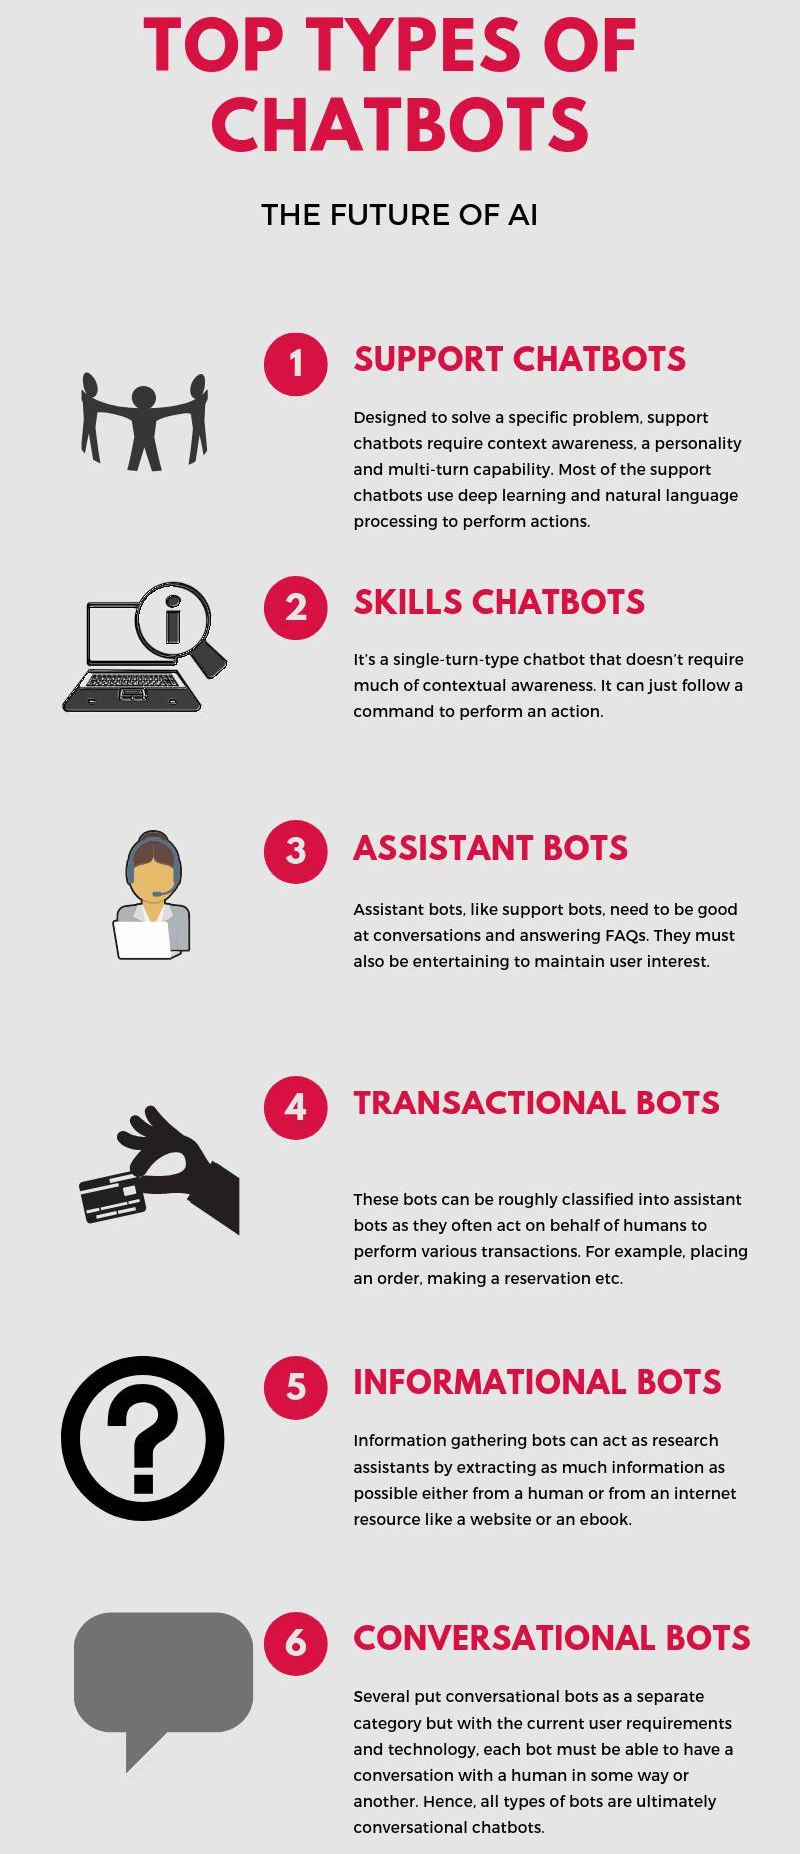 TOP TYPES OF
CHATBOTS
THE FUTURE OF AI
1
SUPPORT CHATBOTS
Designed to solve a specific problem, support
chatbots require context awareness, a personality
and multi-turn capability. Most of the support
chatbots use deep learning and natural language
processing to perform actions.
2
SKILLS CHATBOTS
It's a single-turn-type chatbot that doesn't require
much of contextual awareness. It can just follow a
command to perform an action.
3
ASSISTANT BOTS
Assistant bots, like support bots, need to be good
at conversations and answering FAQs. They must
also be entertaining to maintain user interest.
4
TRANSACTIONAL BOTS
These bots can be roughly classified into assistant
bots as they often act on behalf of humans to
perform various transactions. For example, placing
an order, making a reservation etc.
5
INFORMATIONAL BOTS
Information gathering bots can act as research
assistants by extracting as much information as
possible either from a human or from an internet
resource like a website or an ebook.
6
CONVERSATIONAL BOTS
Several put conversational bots as a separate
category but with the current user requirements
and technology, each bot must be able to have a
conversation with a human in some way or
another. Hence, all types of bots are ultimately
conversational chatbots.